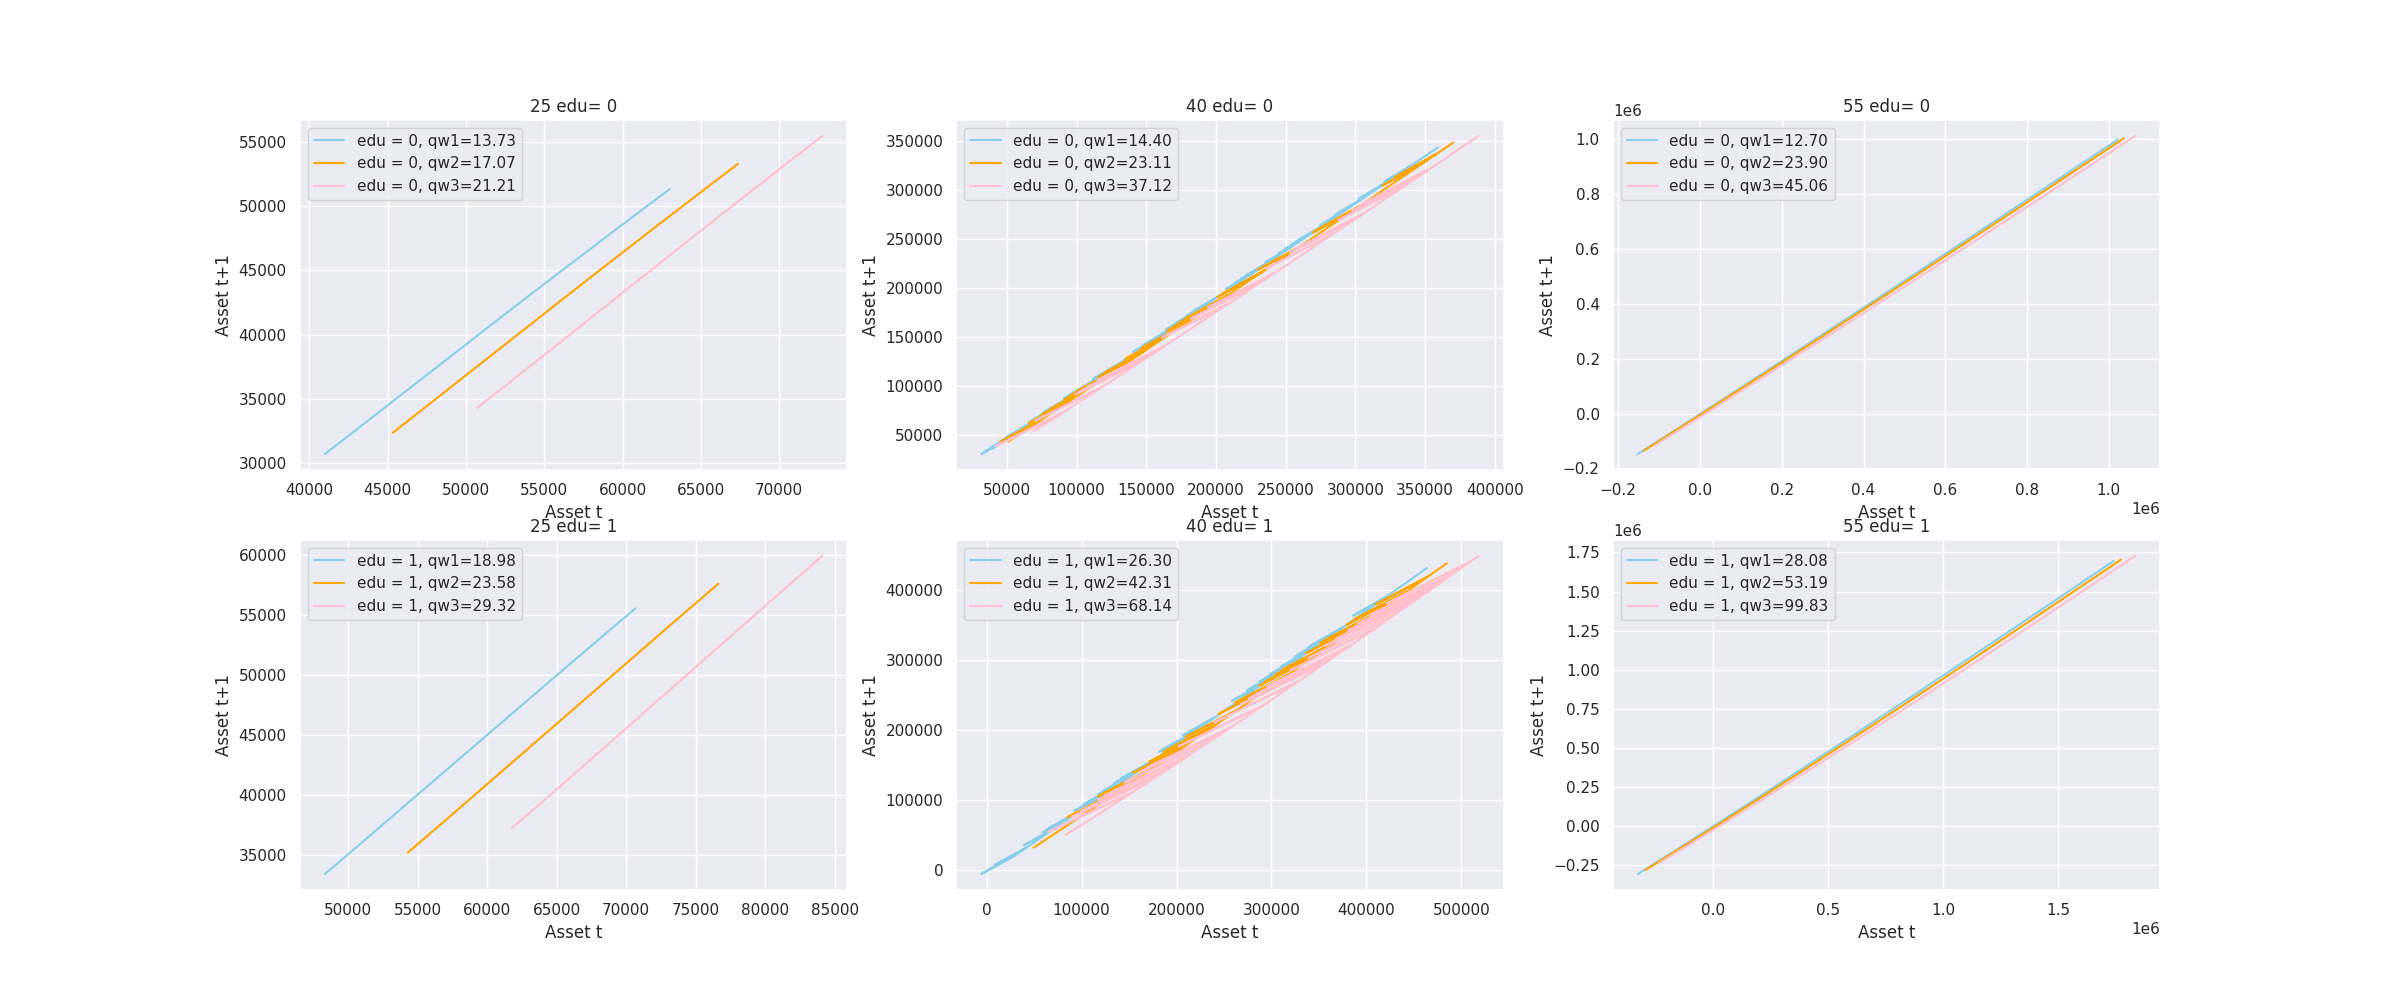 25 edu= 0
edu = 0, qw1=13.73
edu = 0, qw2=17.07
edu = 0, qw3=21.21
55000
50000
45000
40000
35000
30000
Asset t+1
40000 45000 50000 55000 60000 65000 70000
Asset t
40 edu= 0
edu = 0, qw1=14.40
edu = 0, qw2=23.11
edu = 0, qw3=37.12
350000
300000
250000
200000
150000
100000
50000
Asset t+1
50000 100000 150000 200000 250000 300000 350000 400000
Asset t
55 edu= 0
1e6
edu = 0, qw1=12.70
edu = 0, qw2=23.90
edu = 0, qw3=45.06
1.0
0.8
0.6
0.4
0.2
0.0
−0.2
Asset t+1
−0.2 0.0 0.2 0.4 0.6 0.8 1.0
1e6
Asset t
25 edu= 1
edu = 1, qw1=18.98
edu = 1, qw2=23.58
edu = 1, qw3=29.32
60000
55000
50000
45000
40000
35000
Asset t+1
50000 55000 60000 65000 70000 75000 80000 85000
Asset t
40 edu= 1
edu = 1, qw1=26.30
edu = 1, qw2=42.31
edu = 1, qw3=68.14
400000
300000
200000
100000
0
Asset t+1
0 100000 200000 300000 400000 500000
Asset t
55 edu= 1
1e6
edu = 1, qw1=28.08
edu = 1, qw2=53.19
edu = 1, qw3=99.83
1.75
1.50
1.25
1.00
0.75
0.50
0.25
0.00
−0.25
Asset t+1
0.0 0.5 1.0 1.5
1e6
Asset t